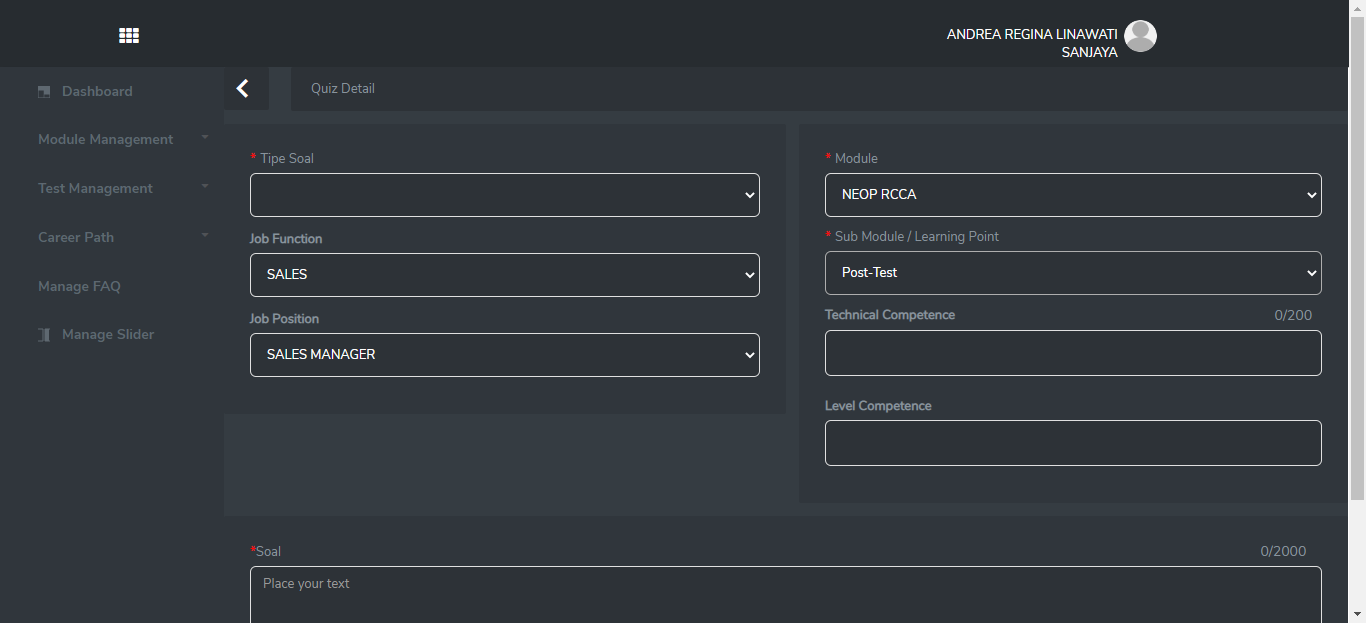 ANDREA REGINA LINAWATI
SANJAYA
Dashboard
Module Management
Test Management
Career Path
Manage FAQ
Manage Slider
Quiz Detail
* Tipe Soal
Job Function
SALES
Job Position
SALES MANAGER
* Module
NEOP RCCA
* Sub Module / Learning Point
Post-Test
Technical Competence 0/200
Level Competence
*Soal 0/2000
Place your text